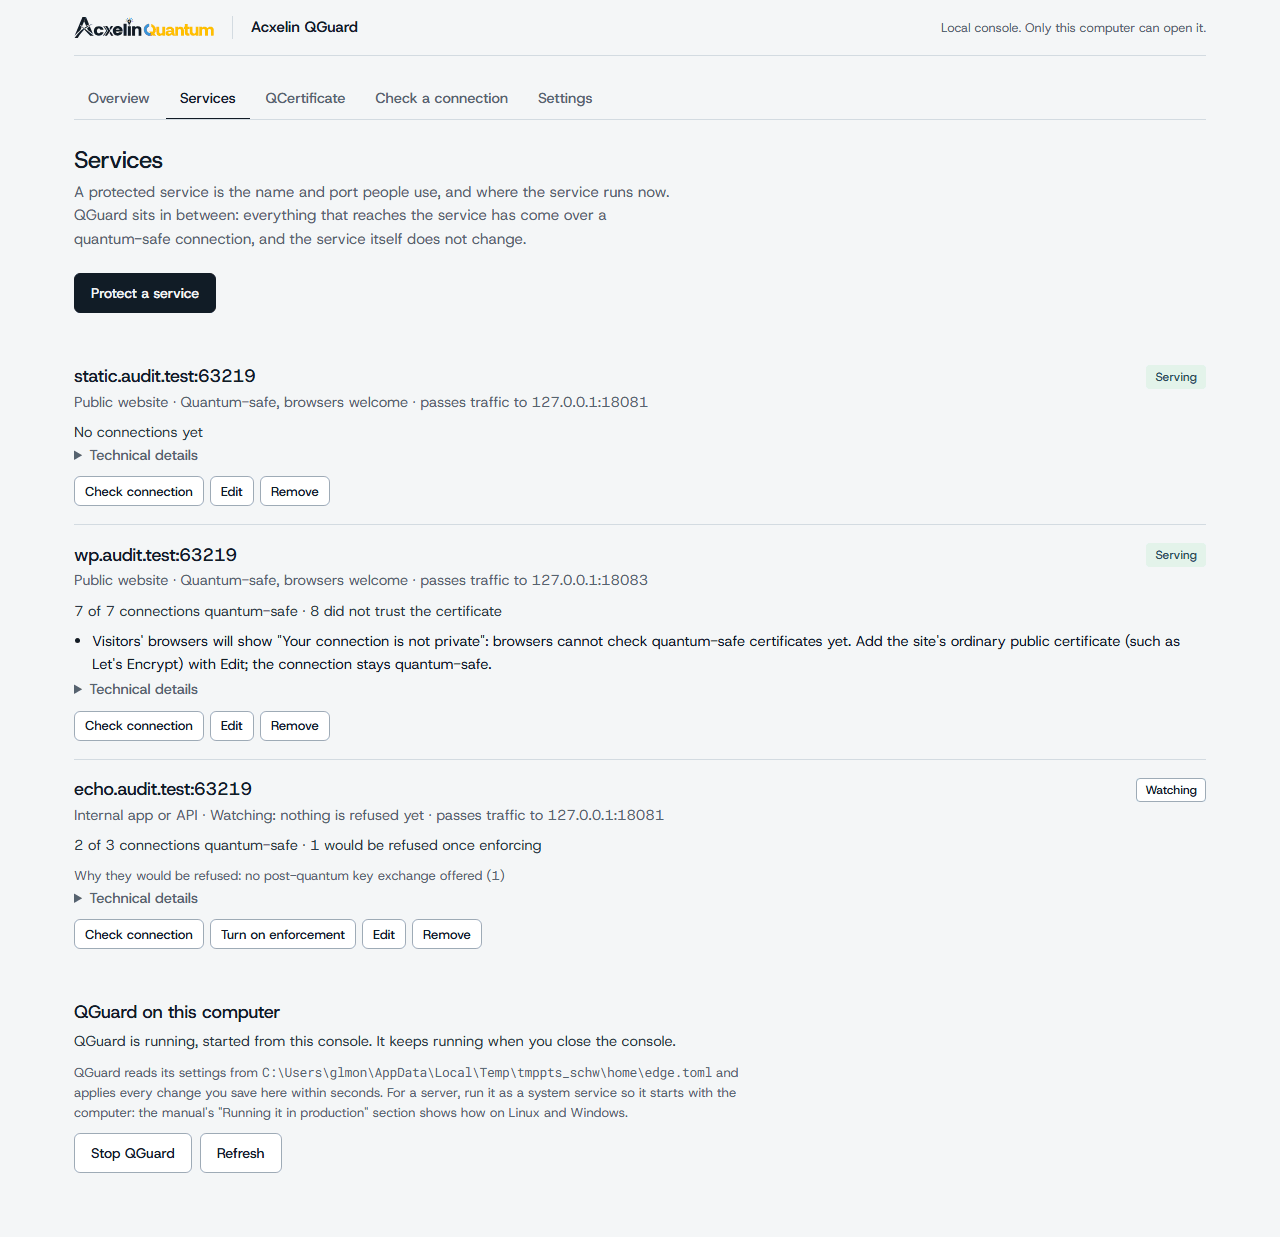 Acxelin Quantum
Acxelin QGuard
Local console. Only this computer can open it.
Overview
Services
QCertificate
Check a connection
Settings
Services
A protected service is the name and port people use, and where the service runs now.
QGuard sits in between: everything that reaches the service has come over a
quantum-safe connection, and the service itself does not change.
Protect a service
static.audit.test:63219
Serving
Public website · Quantum-safe, browsers welcome · passes traffic to 127.0.0.1:18081
No connections yet
Technical details
Check connection
Edit
Remove
wp.audit.test:63219
Serving
Public website · Quantum-safe, browsers welcome · passes traffic to 127.0.0.1:18083
7 of 7 connections quantum-safe · 8 did not trust the certificate
• Visitors' browsers will show "Your connection is not private": browsers cannot check quantum-safe certificates yet. Add the site's ordinary public certificate (such as
Let's Encrypt) with Edit; the connection stays quantum-safe.
Technical details
Check connection
Edit
Remove
echo.audit.test:63219
Watching
Internal app or API · Watching: nothing is refused yet · passes traffic to 127.0.0.1:18081
2 of 3 connections quantum-safe · 1 would be refused once enforcing
Why they would be refused: no post-quantum key exchange offered (1)
Technical details
Check connection
Turn on enforcement
Edit
Remove
QGuard on this computer
QGuard is running, started from this console. It keeps running when you close the console.
QGuard reads its settings from C:\Users\glmon\AppData\Local\Temp\tmppts_schw\home\edge.toml and
applies every change you save here within seconds. For a server, run it as a system service so it starts with the
computer: the manual's "Running it in production" section shows how on Linux and Windows.
Stop QGuard
Refresh